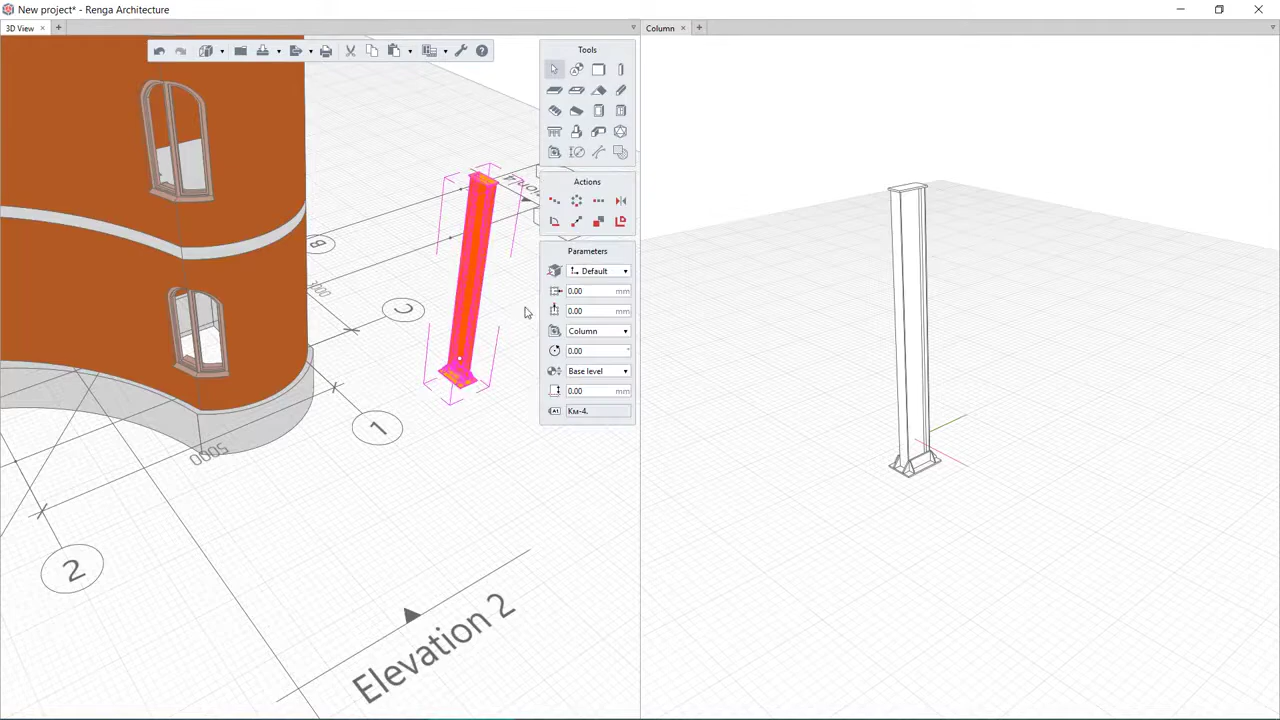 New project* - Renga Architecture
3D View
Column
Tools
Actions
Parameters
Default
0.00 mm
0.00 mm
Column
0.00 °
Base level
0.00 mm
Км-4.
B
C
1
2
5000
Elevation 2